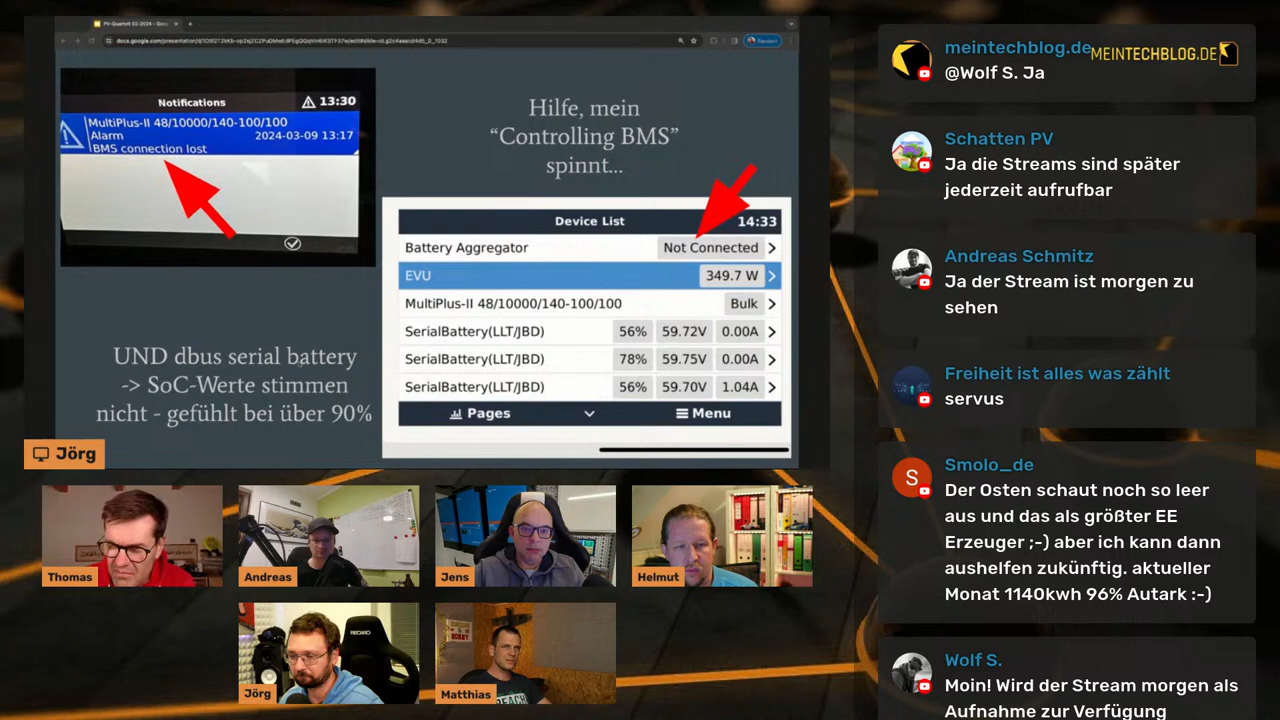 PV-Quartett 02-2024 - Goog
Notifications
13:30
MultiPlus-II 48/10000/140-100/100
Alarm
2024-03-09 13:17
BMS connection lost
Hilfe, mein
“Controlling BMS”
spinnt...
UND dbus serial battery
-> SoC-Werte stimmen
nicht - gefühlt bei über 90%
Device List
14:33
Battery Aggregator
Not Connected
EVU
349.7 W
MultiPlus-II 48/10000/140-100/100
Bulk
SerialBattery(LLT/JBD)
56% 59.72V 0.00A
SerialBattery(LLT/JBD)
78% 59.75V 0.00A
SerialBattery(LLT/JBD)
56% 59.70V 1.04A
Pages
Menu
Jörg
Thomas
Andreas
Jens
Helmut
RECARO
Jörg
Matthias
meintechblog.de
MEINTECHBLOG.DE
@Wolf S. Ja
Schatten PV
Ja die Streams sind später
jederzeit aufrufbar
Andreas Schmitz
Ja der Stream ist morgen zu
sehen
Freiheit ist alles was zählt
servus
S
Smolo_de
Der Osten schaut noch so leer
aus und das als größter EE
Erzeuger ;-) aber ich kann dann
aushelfen zukünftig. aktueller
Monat 1140kwh 96% Autark :-)
Wolf S.
Moin! Wird der Stream morgen als
Aufnahme zur Verfügung